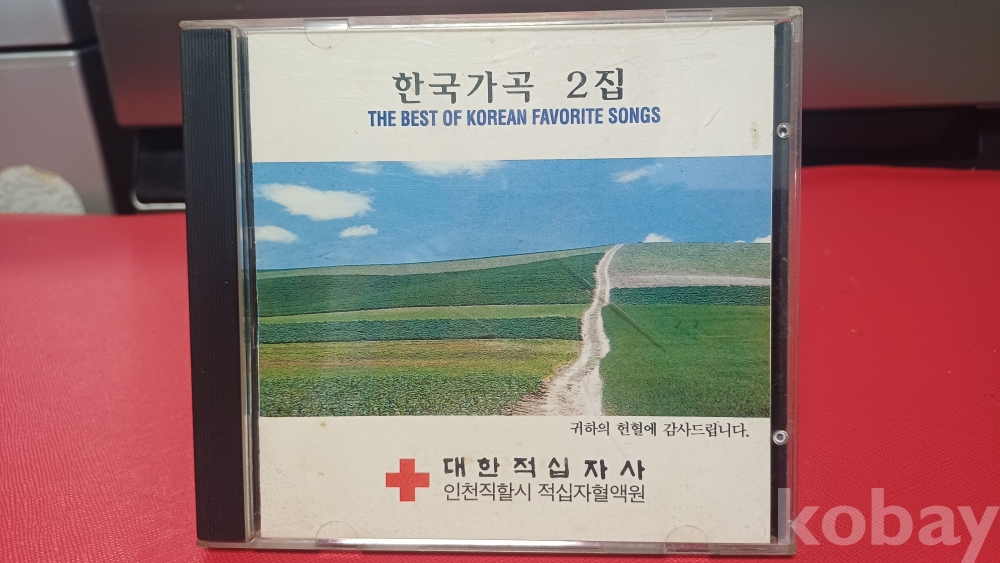 한국가곡 2집
THE BEST OF KOREAN FAVORITE SONGS
귀하의 헌혈에 감사드립니다.
대한적십자사
인천직할시 적십자혈액원
kobay